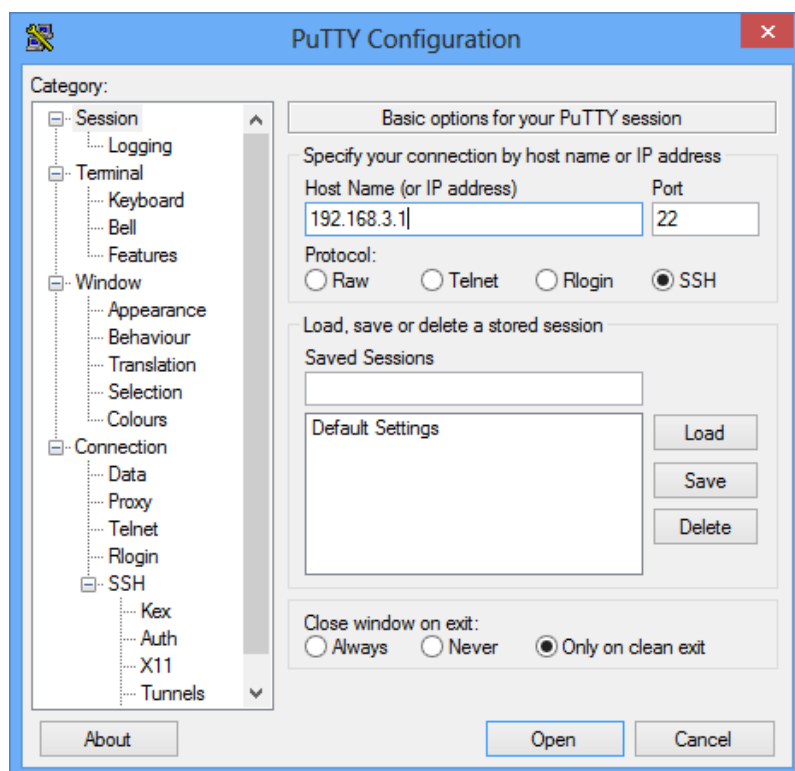 PuTTY Configuration
Category:
Session
Logging
Terminal
Keyboard
Bell
Features
Window
Appearance
Behaviour
Translation
Selection
Colours
Connection
Data
Proxy
Telnet
Rlogin
SSH
Kex
Auth
X11
Tunnels
Basic options for your PuTTY session
Specify your connection by host name or IP address
Host Name (or IP address) Port
192.168.3.1 22
Protocol:
Raw Telnet Rlogin SSH
Load, save or delete a stored session
Saved Sessions
Default Settings
Load
Save
Delete
Close window on exit:
Always Never Only on clean exit
About Open Cancel